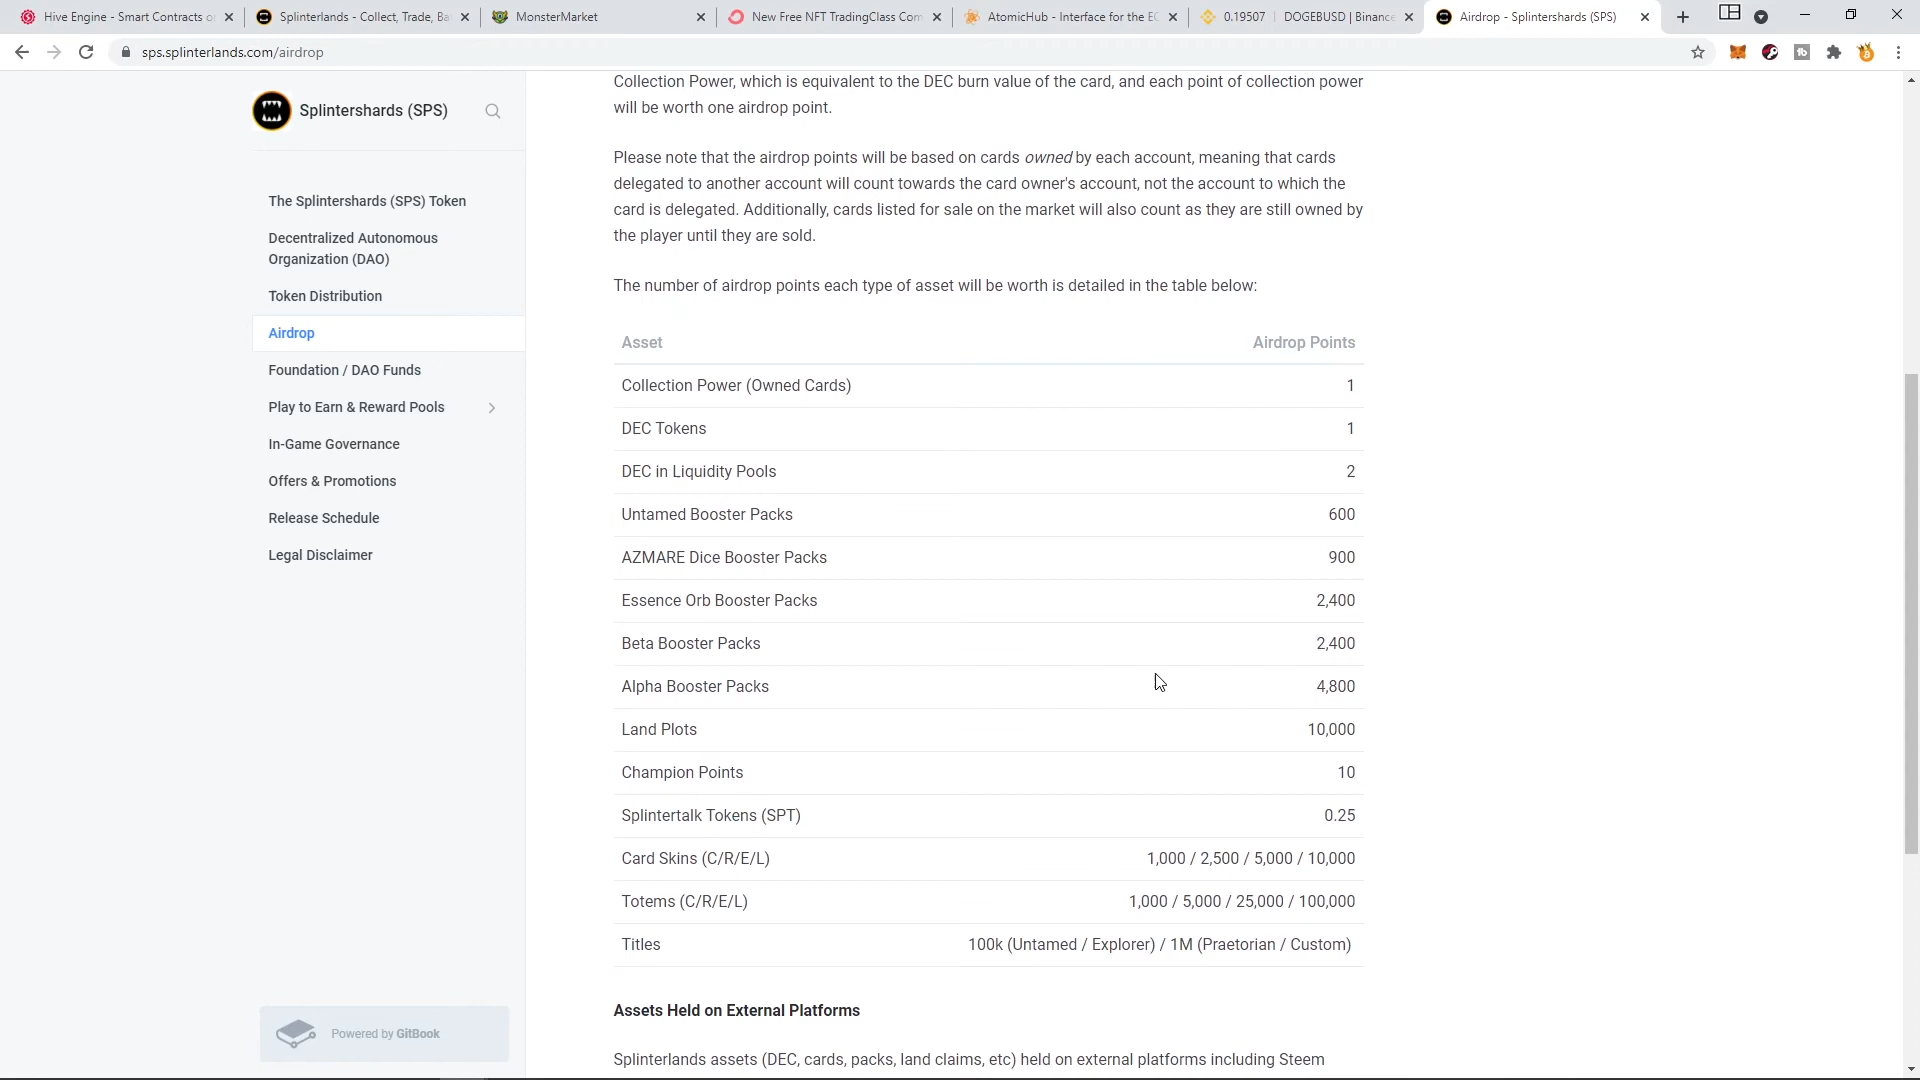 Hive Engine - Smart Contracts o
Splinterlands - Collect, Trade, Ba
MonsterMarket
New Free NFT TradingClass Com
AtomicHub - Interface for the EO
0.19507 | DOGEBUSD | Binance
Airdrop - Splintershards (SPS)
sps.splinterlands.com/airdrop
Splintershards (SPS)
The Splintershards (SPS) Token
Decentralized Autonomous
Organization (DAO)
Token Distribution
Airdrop
Foundation / DAO Funds
Play to Earn & Reward Pools
In-Game Governance
Offers & Promotions
Release Schedule
Legal Disclaimer
Powered by GitBook
Collection Power, which is equivalent to the DEC burn value of the card, and each point of collection power
will be worth one airdrop point.
Please note that the airdrop points will be based on cards owned by each account, meaning that cards
delegated to another account will count towards the card owner's account, not the account to which the
card is delegated. Additionally, cards listed for sale on the market will also count as they are still owned by
the player until they are sold.
The number of airdrop points each type of asset will be worth is detailed in the table below:
Asset Airdrop Points
Collection Power (Owned Cards) 1
DEC Tokens 1
DEC in Liquidity Pools 2
Untamed Booster Packs 600
AZMARE Dice Booster Packs 900
Essence Orb Booster Packs 2,400
Beta Booster Packs 2,400
Alpha Booster Packs 4,800
Land Plots 10,000
Champion Points 10
Splintertalk Tokens (SPT) 0.25
Card Skins (C/R/E/L) 1,000 / 2,500 / 5,000 / 10,000
Totems (C/R/E/L) 1,000 / 5,000 / 25,000 / 100,000
Titles 100k (Untamed / Explorer) / 1M (Praetorian / Custom)
Assets Held on External Platforms
Splinterlands assets (DEC, cards, packs, land claims, etc) held on external platforms including Steem